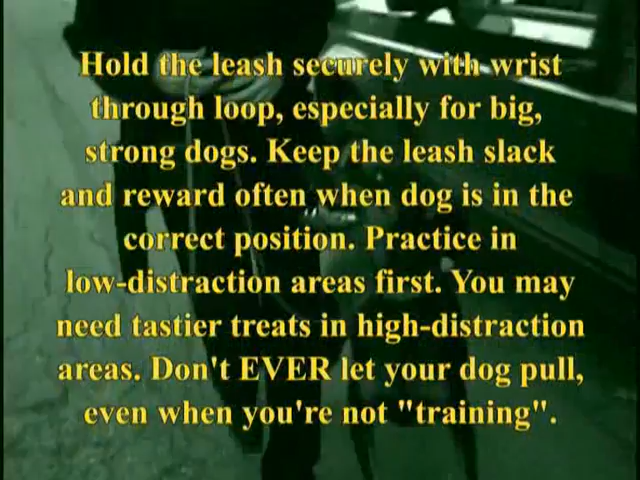 Hold the leash securely with wrist
through loop, especially for big,
strong dogs. Keep the leash slack
and reward often when dog is in the
correct position. Practice in
low-distraction areas first. You may
need tastier treats in high-distraction
areas. Don't EVER let your dog pull,
even when you're not "training".